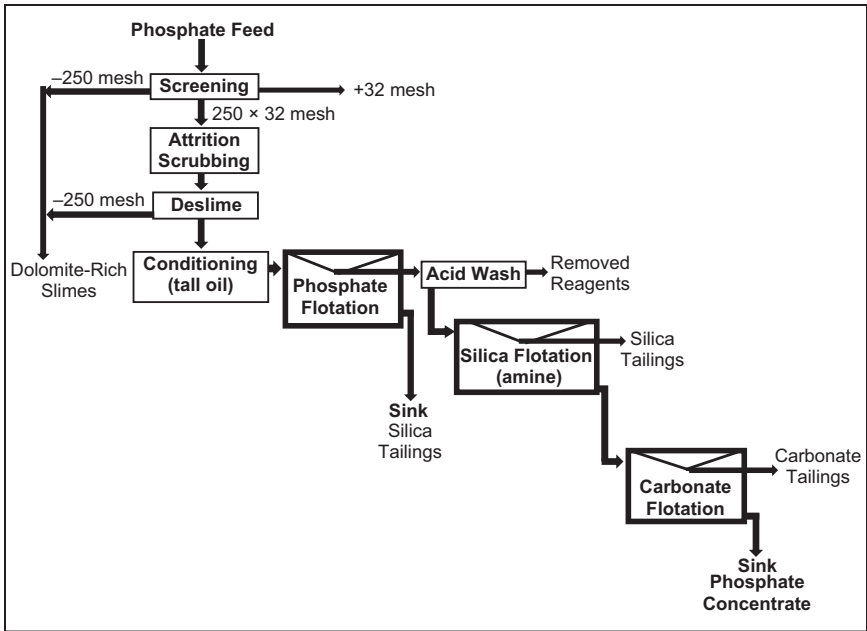 Phosphate Feed
–250 mesh
Screening
+32 mesh
250 × 32 mesh
Attrition
Scrubbing
–250 mesh
Deslime
Dolomite-Rich
Slimes
Conditioning
(tall oil)
Phosphate
Flotation
Acid Wash
Removed
Reagents
Silica Flotation
(amine)
Silica
Tailings
Sink
Silica
Tailings
Carbonate
Flotation
Carbonate
Tailings
Sink
Phosphate
Concentrate